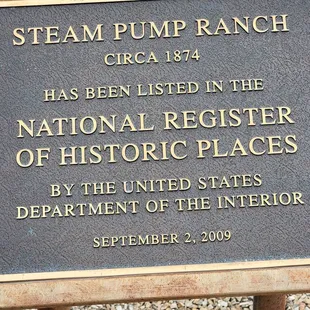 STEAM PUMP RANCH
CIRCA 1874
HAS BEEN LISTED IN THE
NATIONAL REGISTER
OF HISTORIC PLACES
BY THE UNITED STATES
DEPARTMENT OF THE INTERIOR
SEPTEMBER 2, 2009